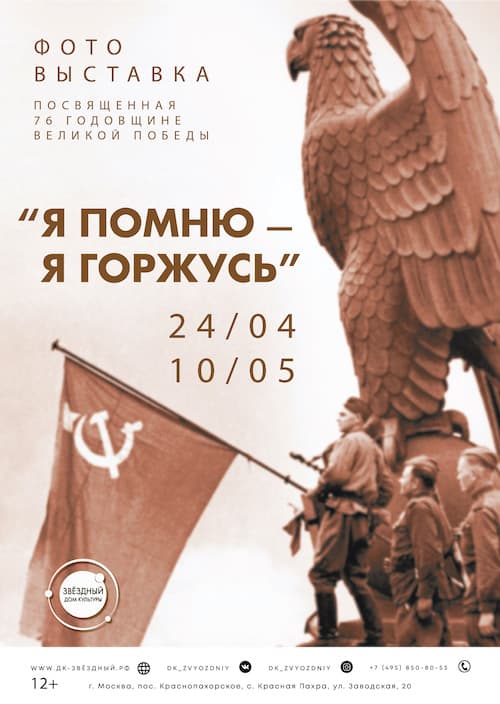 ФОТО
ВЫСТАВКА
ПОСВЯЩЕННАЯ
76 ГОДОВЩИНЕ
ВЕЛИКОЙ ПОБЕДЫ
“Я ПОМНЮ –
Я ГОРЖУСЬ”
24/04
10/05
ЗВЁЗДНЫЙ
ДОМ КУЛЬТУРЫ
WWW.ДК-ЗВЁЗДНЫЙ.РФ DK_ZVYOZDNIY DK_ZVYOZDNIY +7 (495) 850-80-53
12+ г. Москва, пос. Краснопахорское, с. Красная Пахра, ул. Заводская, 20